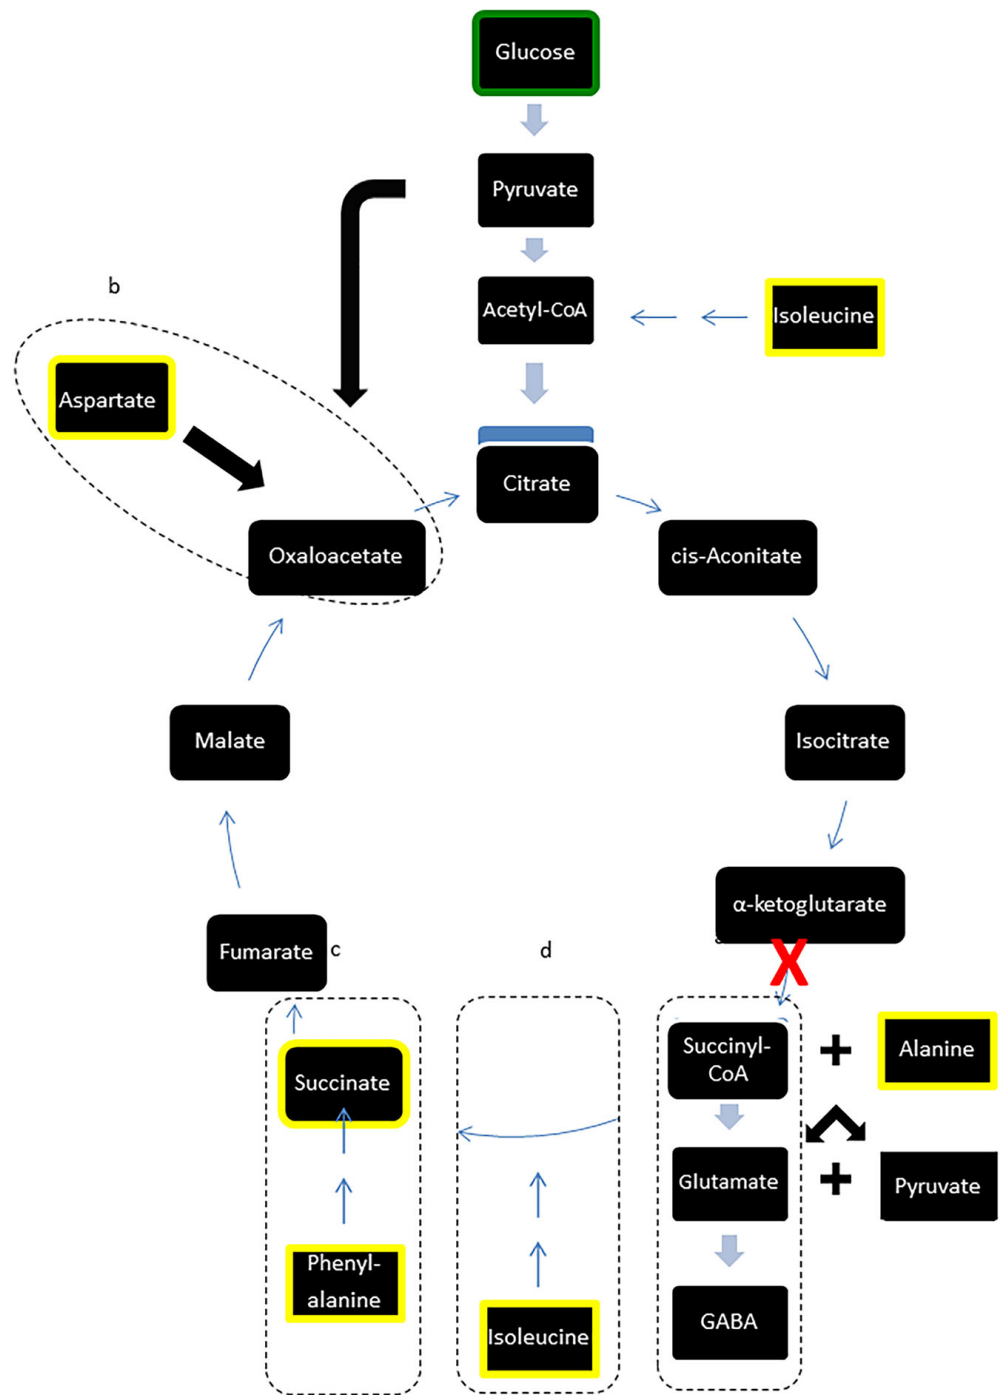 Glucose
Pyruvate
b
Acetyl-CoA
Isoleucine
Aspartate
Citrate
Oxaloacetate
cis-Aconitate
Malate
Isocitrate
α-ketoglutarate
Fumarate
c
d
X
Succinate
Succinyl-
CoA
+
Alanine
Glutamate
+
Pyruvate
Phenyl-
alanine
Isoleucine
GABA